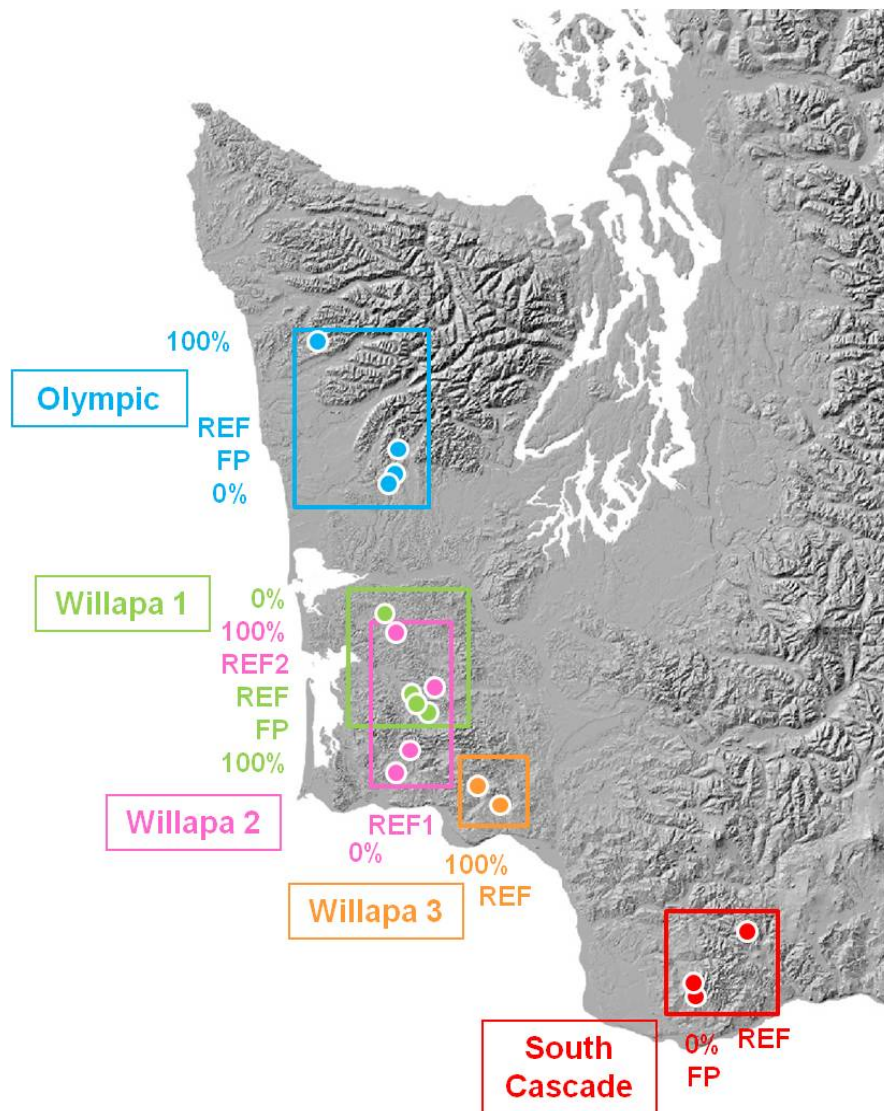 100%
Olympic
REF
FP
0%
Willapa 1
0%
100%
REF2
REF
FP
100%
Willapa 2
REF1
0%
100%
Willapa 3
REF
South
Cascade
0%
REF
FP